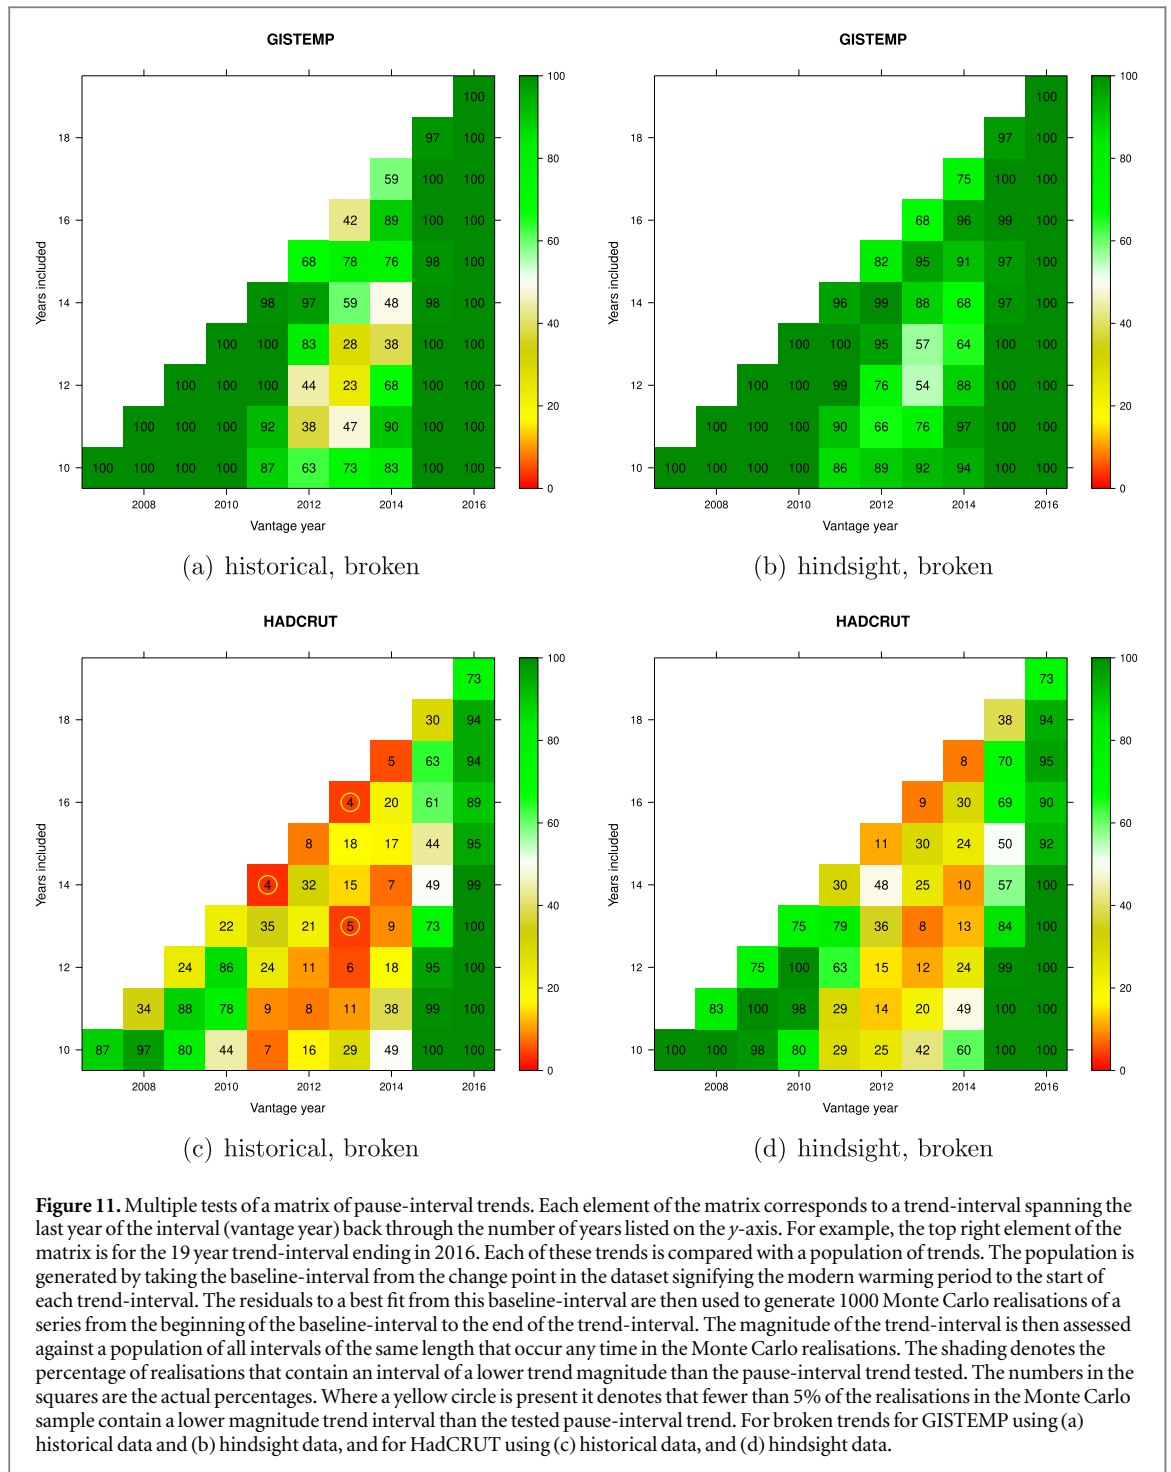 GISTEMP
100
18 97 100
59 100 100
16 42 89 100 100
68 78 76 98 100
14 98 97 59 48 98 100
100 100 83 28 38 100 100
12 100 100 100 44 23 68 100 100
100 100 100 92 38 47 90 100 100
10 100 100 100 100 87 63 73 83 100 100
2008 2010 2012 2014 2016
Vantage year
Years included
100
80
60
40
20
0
(a) historical, broken
GISTEMP
100
18 97 100
75 100 100
16 68 96 99 100
82 95 91 97 100
14 96 99 88 68 97 100
100 100 95 57 64 100 100
12 100 100 99 76 54 88 100 100
100 100 100 90 66 76 97 100 100
10 100 100 100 100 86 89 92 94 100 100
2008 2010 2012 2014 2016
Vantage year
Years included
100
80
60
40
20
0
(b) hindsight, broken
HADCRUT
73
18 30 94
5 63 94
16 4 20 61 89
8 18 17 44 95
14 4 32 15 7 49 99
22 35 21 5 9 73 100
12 24 86 24 11 6 18 95 100
34 88 78 9 8 11 38 99 100
10 87 97 80 44 7 16 29 49 100 100
2008 2010 2012 2014 2016
Vantage year
Years included
100
80
60
40
20
0
(c) historical, broken
HADCRUT
73
18 38 94
8 70 95
16 9 30 69 90
11 30 24 50 92
14 30 48 25 10 57 100
75 79 36 8 13 84 100
12 75 100 63 15 12 24 99 100
83 100 98 29 14 20 49 100 100
10 100 100 98 80 29 25 42 60 100 100
2008 2010 2012 2014 2016
Vantage year
Years included
100
80
60
40
20
0
(d) hindsight, broken
Figure 11. Multiple tests of a matrix of pause-interval trends. Each element of the matrix corresponds to a trend-interval spanning the
last year of the interval (vantage year) back through the number of years listed on the y-axis. For example, the top right element of the
matrix is for the 19 year trend-interval ending in 2016. Each of these trends is compared with a population of trends. The population is
generated by taking the baseline-interval from the change point in the dataset signifying the modern warming period to the start of
each trend-interval. The residuals to a best fit from this baseline-interval are then used to generate 1000 Monte Carlo realisations of a
series from the beginning of the baseline-interval to the end of the trend-interval. The magnitude of the trend-interval is then assessed
against a population of all intervals of the same length that occur any time in the Monte Carlo realisations. The shading denotes the
percentage of realisations that contain an interval of a lower trend magnitude than the pause-interval trend tested. The numbers in the
squares are the actual percentages. Where a yellow circle is present it denotes that fewer than 5% of the realisations in the Monte Carlo
sample contain a lower magnitude trend interval than the tested pause-interval trend. For broken trends for GISTEMP using (a)
historical data and (b) hindsight data, and for HadCRUT using (c) historical data, and (d) hindsight data.